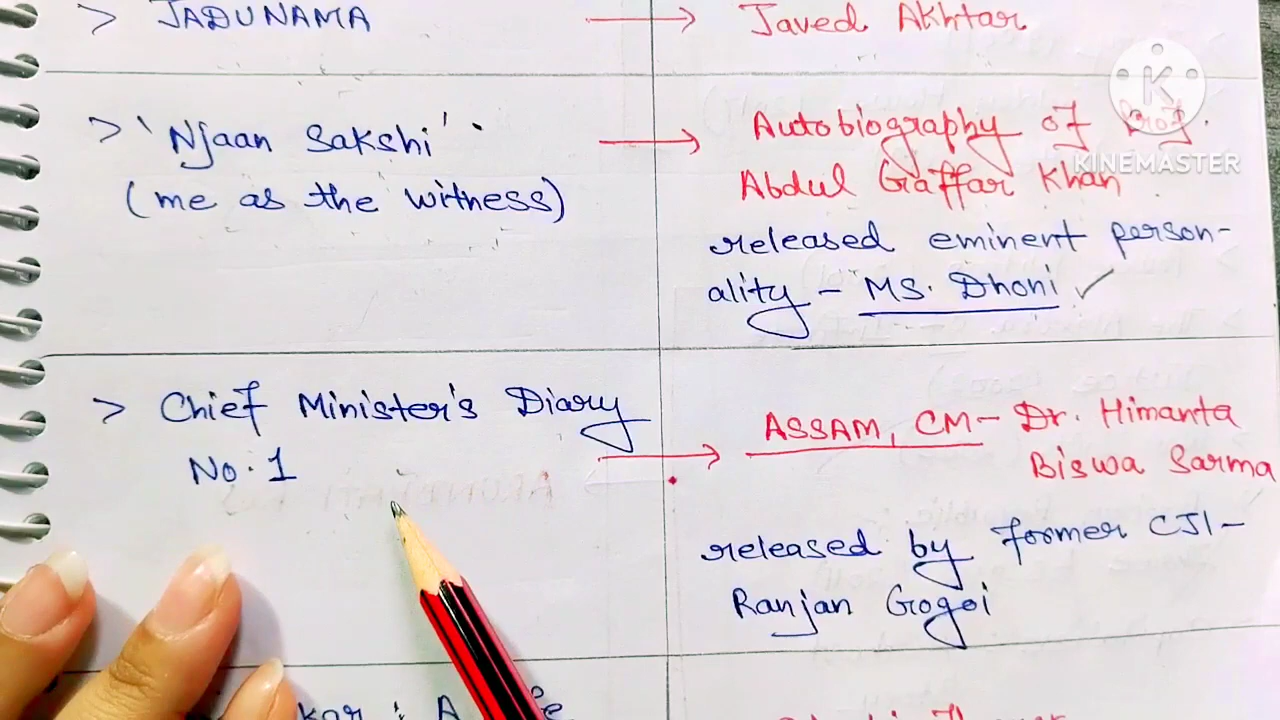 > JADUNAMA → Javed Akhtar
> 'Njaan Sakshi' → Autobiography of Prof.
(me as the witness) Abdul Gaffar Khan
released eminent person-
ality - MS. Dhoni ✓
> Chief Minister's Diary → ASSAM, CM - Dr. Himanta
No. 1 Biswa Sarma
released by former CJI -
Ranjan Gogoi
K
KINEMASTER